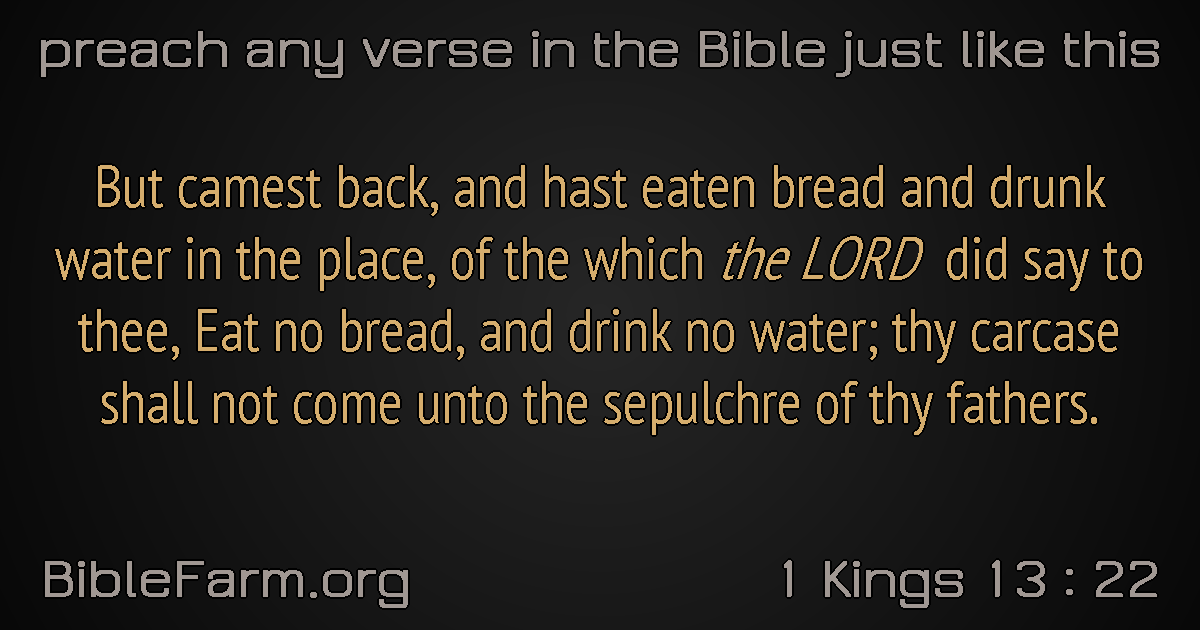 preach any verse in the Bible just like this
But camest back, and hast eaten bread and drunk
water in the place, of the which the LORD did say to
thee, Eat no bread, and drink no water; thy carcase
shall not come unto the sepulchre of thy fathers.
BibleFarm.org
1 Kings 13 : 22